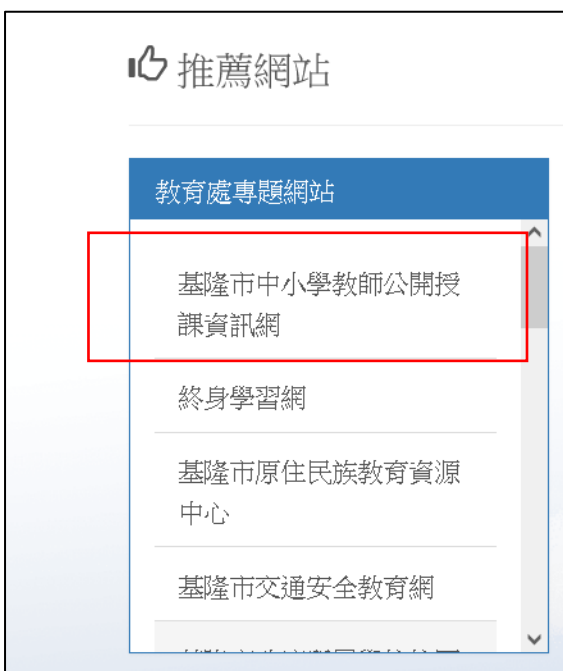 推薦網站
教育處專題網站
基隆市中小學教師公開授
課資訊網
終身學習網
基隆市原住民族教育資源
中心
基隆市交通安全教育網